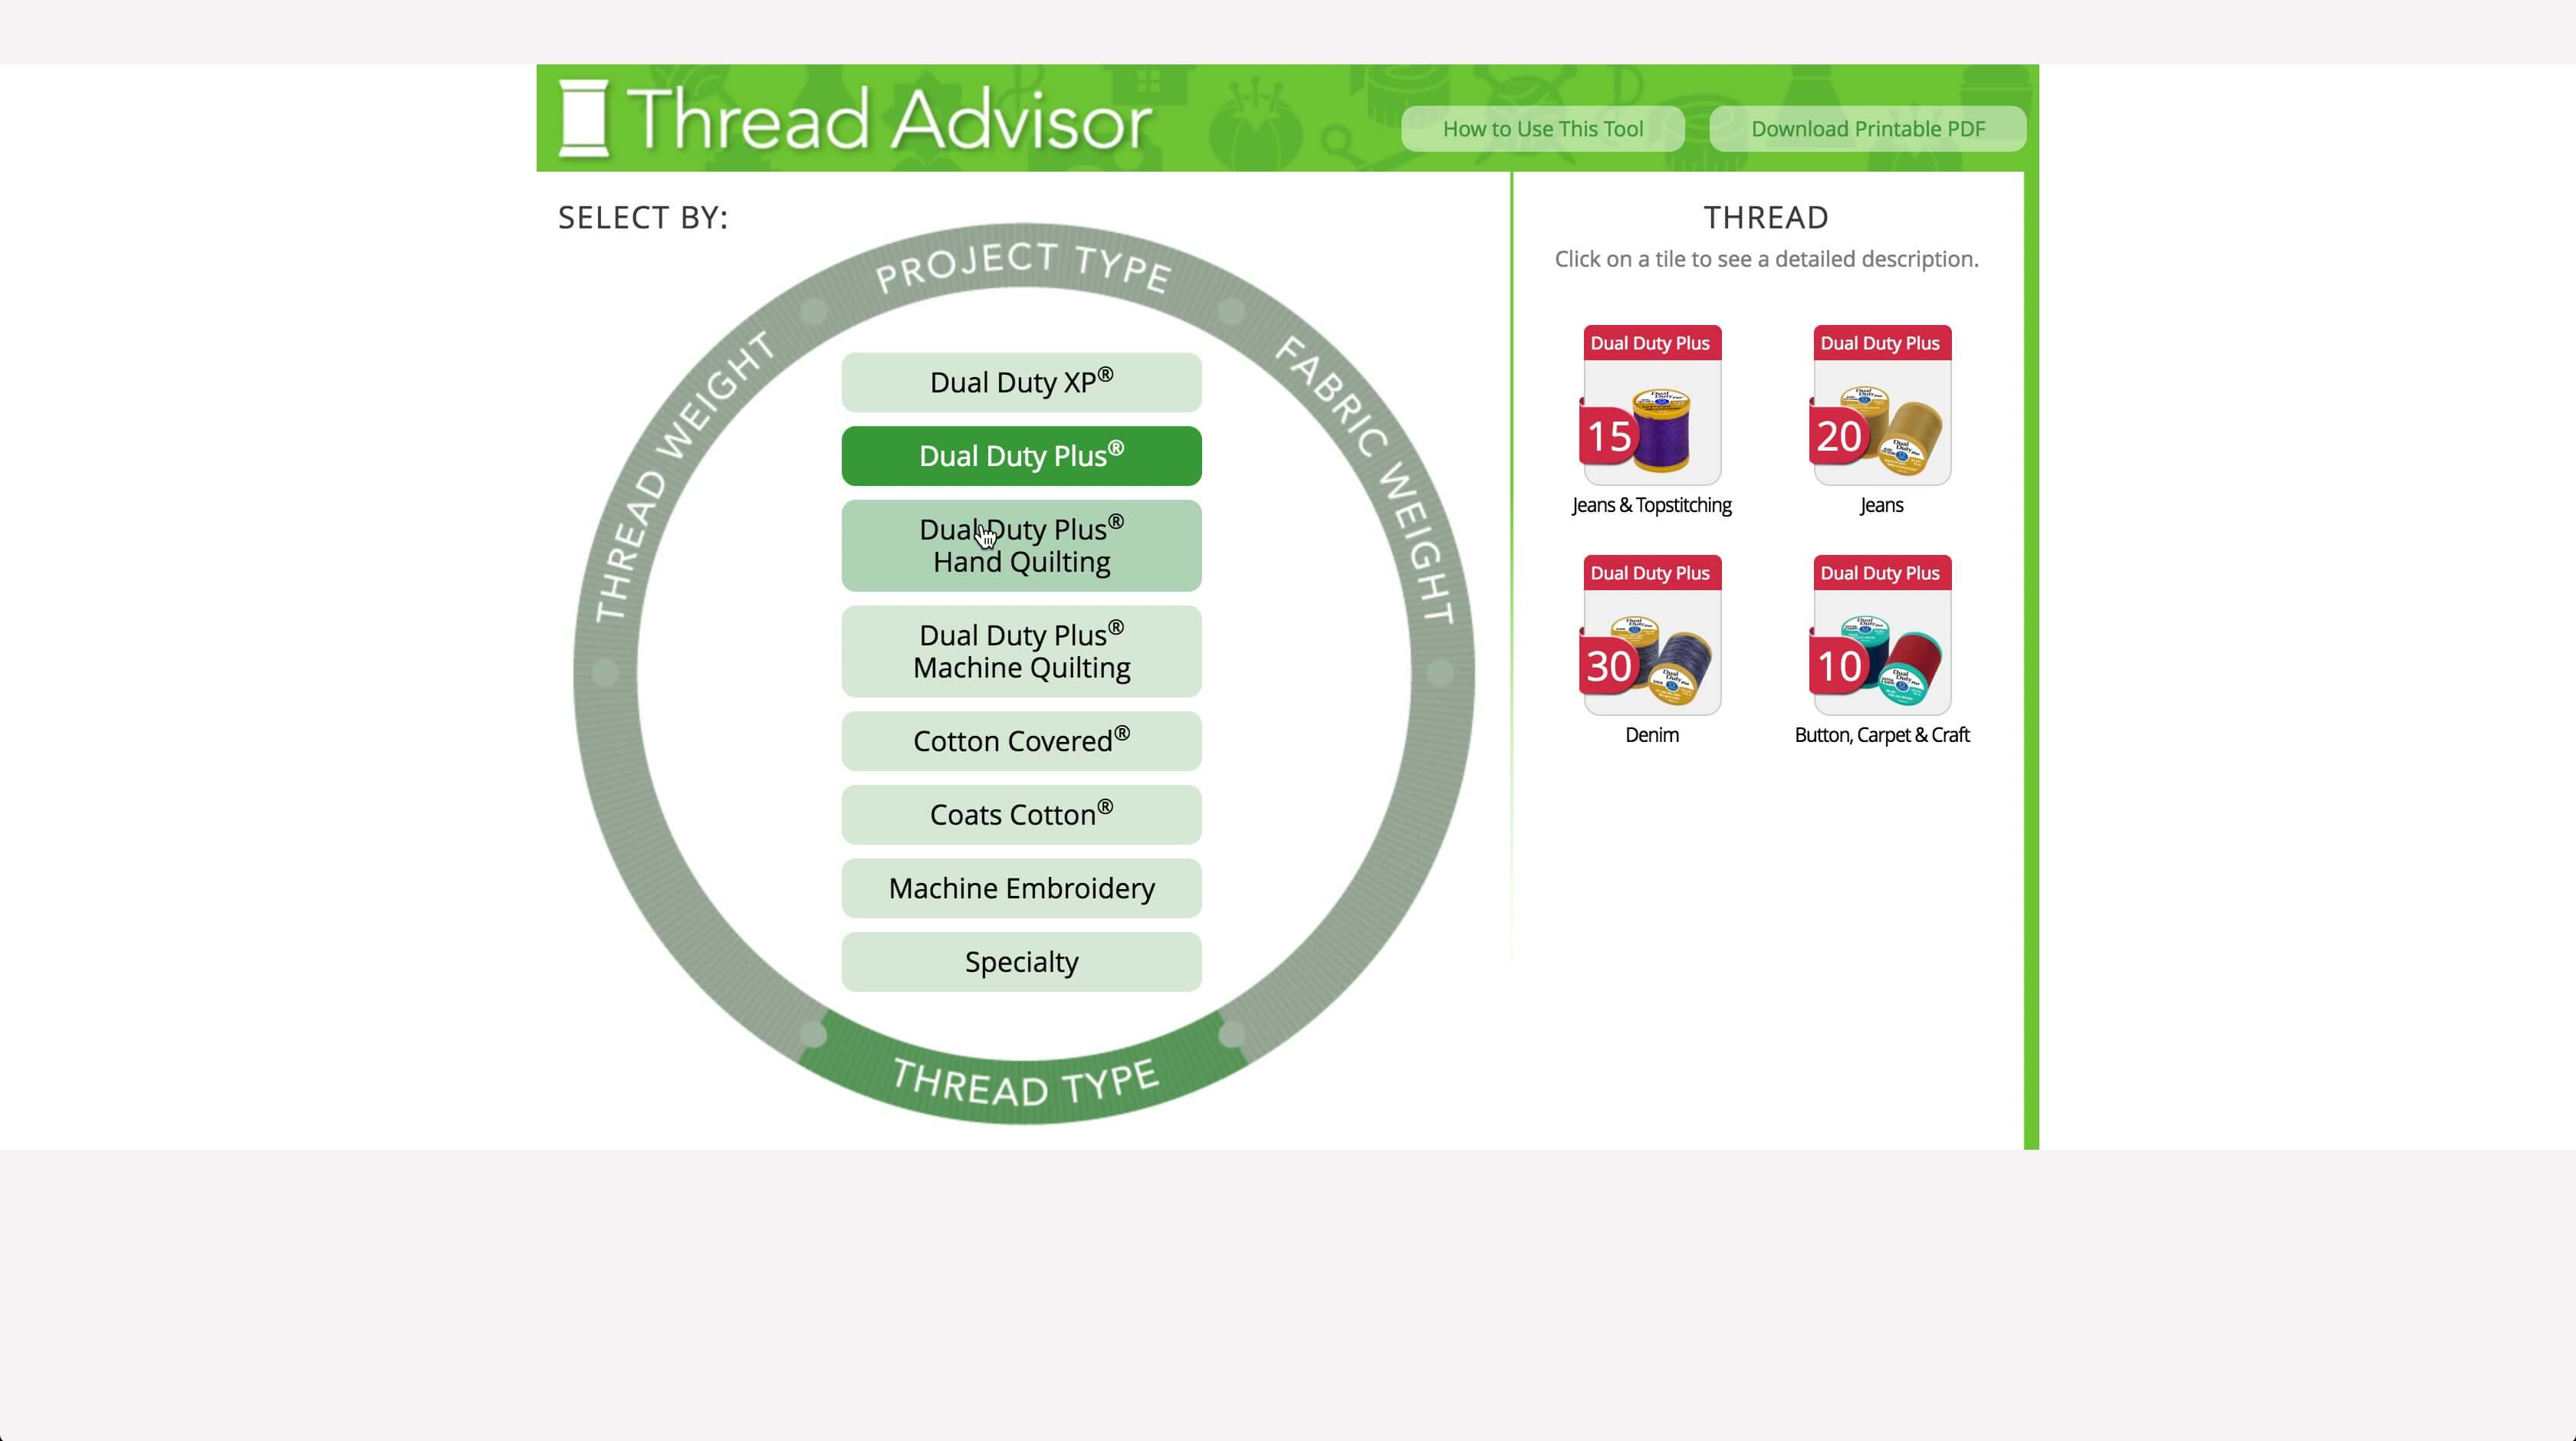 Thread Advisor
How to Use This Tool
Download Printable PDF
SELECT BY:
PROJECT TYPE
THREAD WEIGHT
FABRIC WEIGHT
Dual Duty XP®
Dual Duty Plus®
Dual Duty Plus®
Hand Quilting
Dual Duty Plus®
Machine Quilting
Cotton Covered®
Coats Cotton®
Machine Embroidery
Specialty
THREAD TYPE
THREAD
Click on a tile to see a detailed description.
Dual Duty Plus
15
Jeans & Topstitching
Dual Duty Plus
20
Jeans
Dual Duty Plus
30
Denim
Dual Duty Plus
10
Button, Carpet & Craft